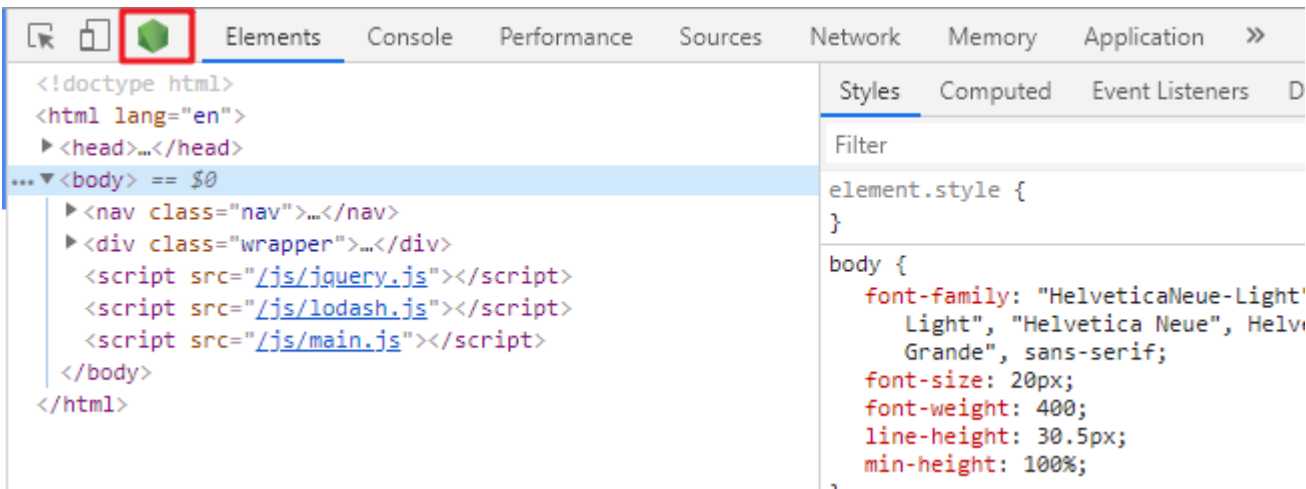 Elements Console Performance Sources Network Memory Application »
<!doctype html>
<html lang="en">
▶<head>…</head>
… ▼<body> == $0
▶<nav class="nav">…</nav>
▶<div class="wrapper">…</div>
<script src="/js/jquery.js"></script>
<script src="/js/lodash.js"></script>
<script src="/js/main.js"></script>
</body>
</html>
Styles Computed Event Listeners D
Filter
element.style {
}
body {
font-family: "HelveticaNeue-Light"
Light", "Helvetica Neue", Helve
Grande", sans-serif;
font-size: 20px;
font-weight: 400;
line-height: 30.5px;
min-height: 100%;
}